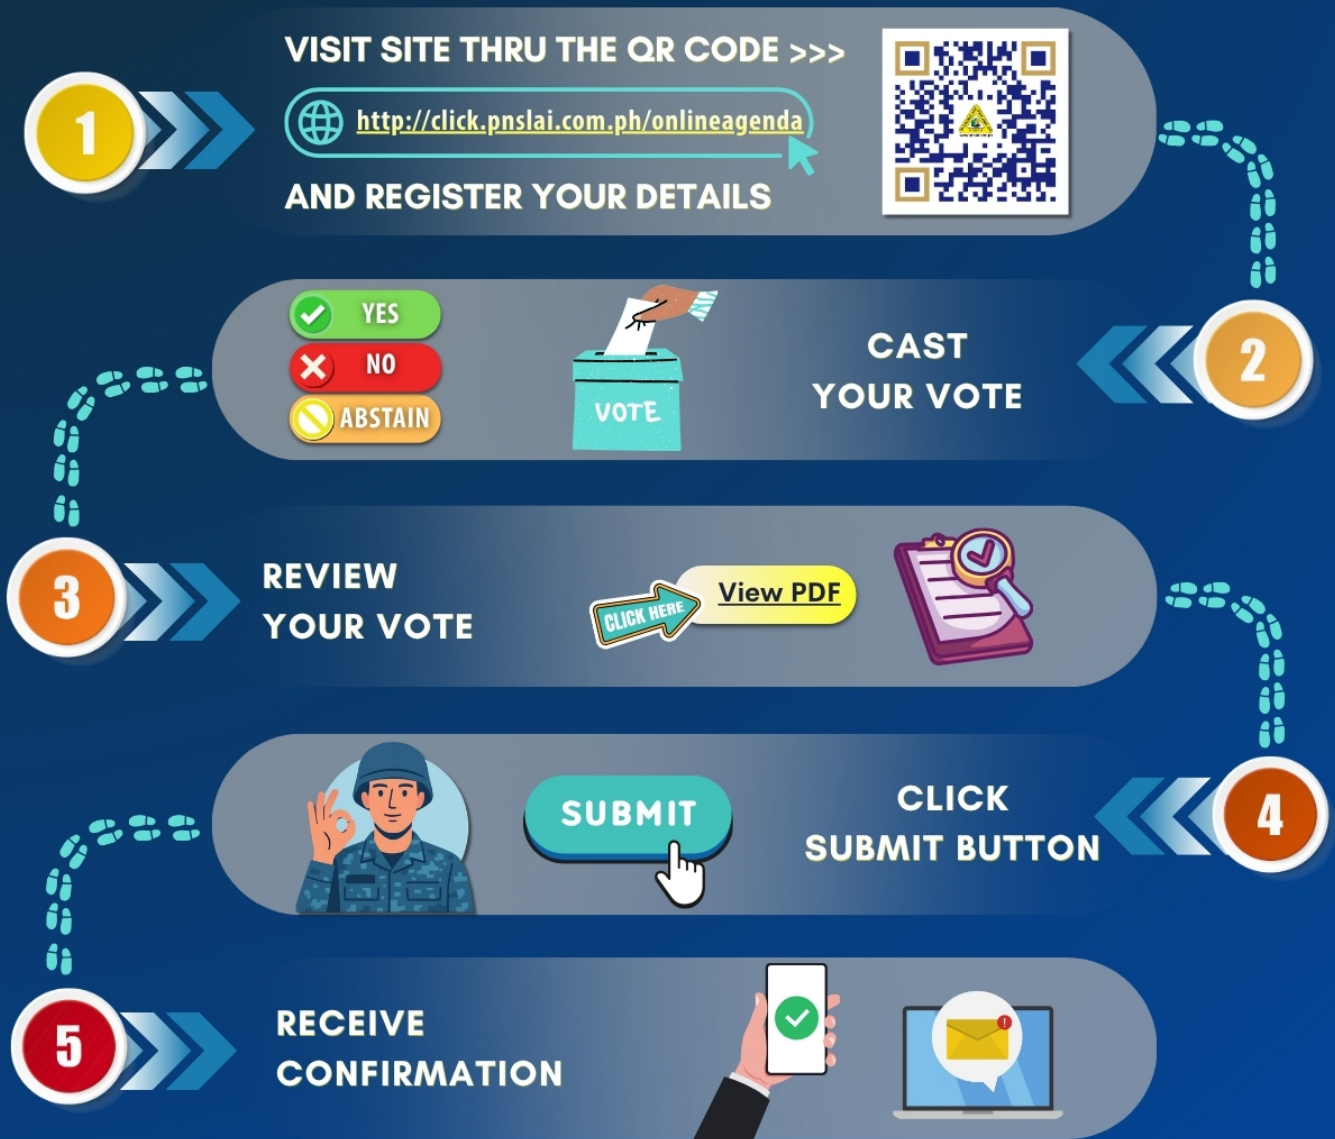 1
VISIT SITE THRU THE QR CODE >>>
http://click.pnslai.com.ph/onlineagenda
AND REGISTER YOUR DETAILS
2
CAST
YOUR VOTE
VOTE
YES
NO
ABSTAIN
3
REVIEW
YOUR VOTE
CLICK HERE
View PDF
4
CLICK
SUBMIT BUTTON
SUBMIT
5
RECEIVE
CONFIRMATION